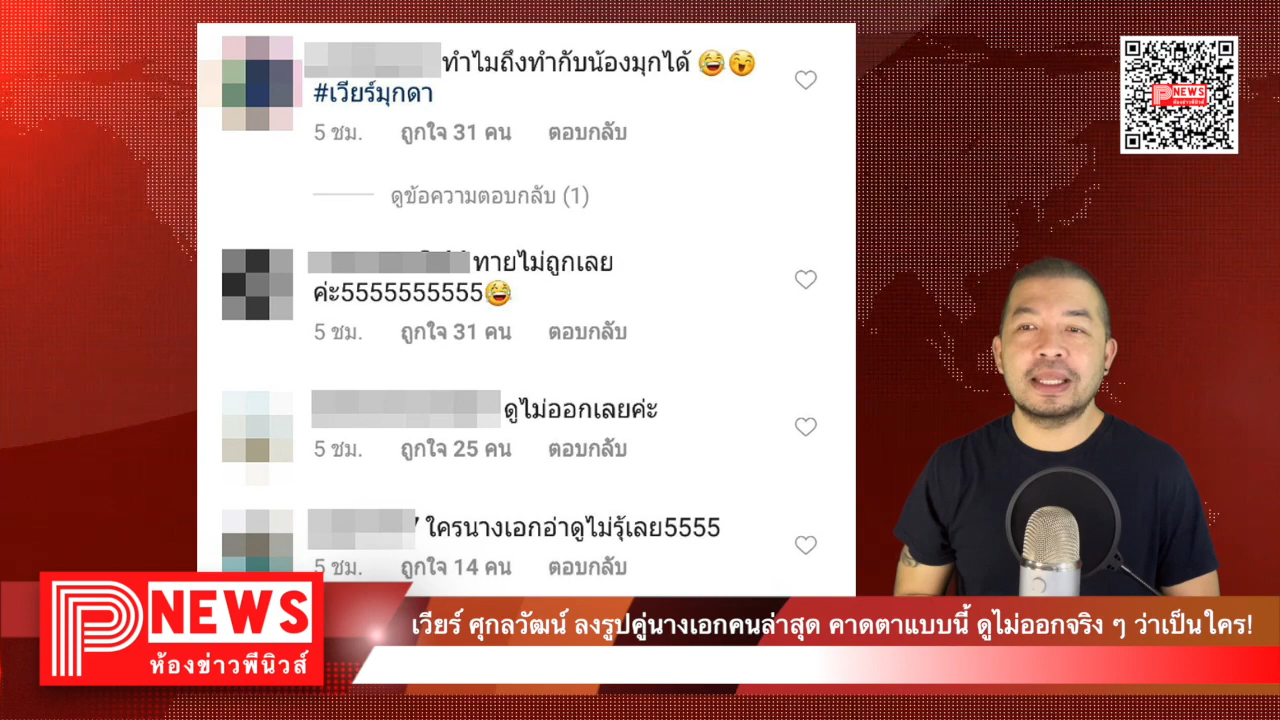 ทำไมถึงทำกับน้องมุกได้ 😂😲
#เวียร์มุกดา
5 ชม. ถูกใจ 31 คน ตอบกลับ
ดูข้อความตอบกลับ (1)
ทายไม่ถูกเลย
ค่ะ5555555555😂
5 ชม. ถูกใจ 31 คน ตอบกลับ
ดูไม่ออกเลยค่ะ
5 ชม. ถูกใจ 25 คน ตอบกลับ
ใครนางเอกอ่าดูไม่รุ้เลย5555
5 ชม. ถูกใจ 14 คน ตอบกลับ
P NEWS
ห้องข่าวพีนิวส์
P NEWS
ห้องข่าวพีนิวส์
เวียร์ ศุกลวัฒน์ ลงรูปคู่นางเอกคนล่าสุด คาดตาแบบนี้ ดูไม่ออกจริง ๆ ว่าเป็นใคร!